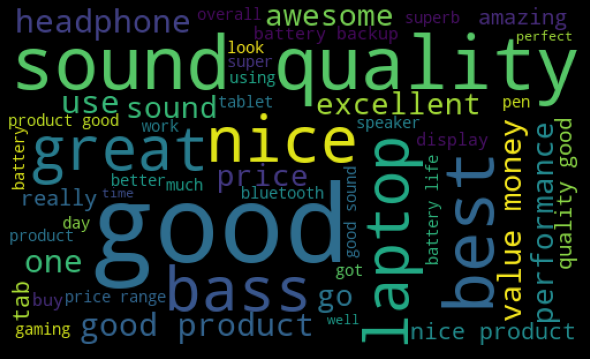 headphone
overall
awesome
superb
amazing
battery backup
perfect
look
sound quality
super
using
use
sound
tablet
excellent
pen
product good
work
speaker
great
nice
display
battery
better
much
price
bluetooth
really
time
good
laptop
best
value money
performance
quality good
battery life
good sound
day
one
product
bass
got
go
tab
buy
price range
gaming
good product
well
nice product